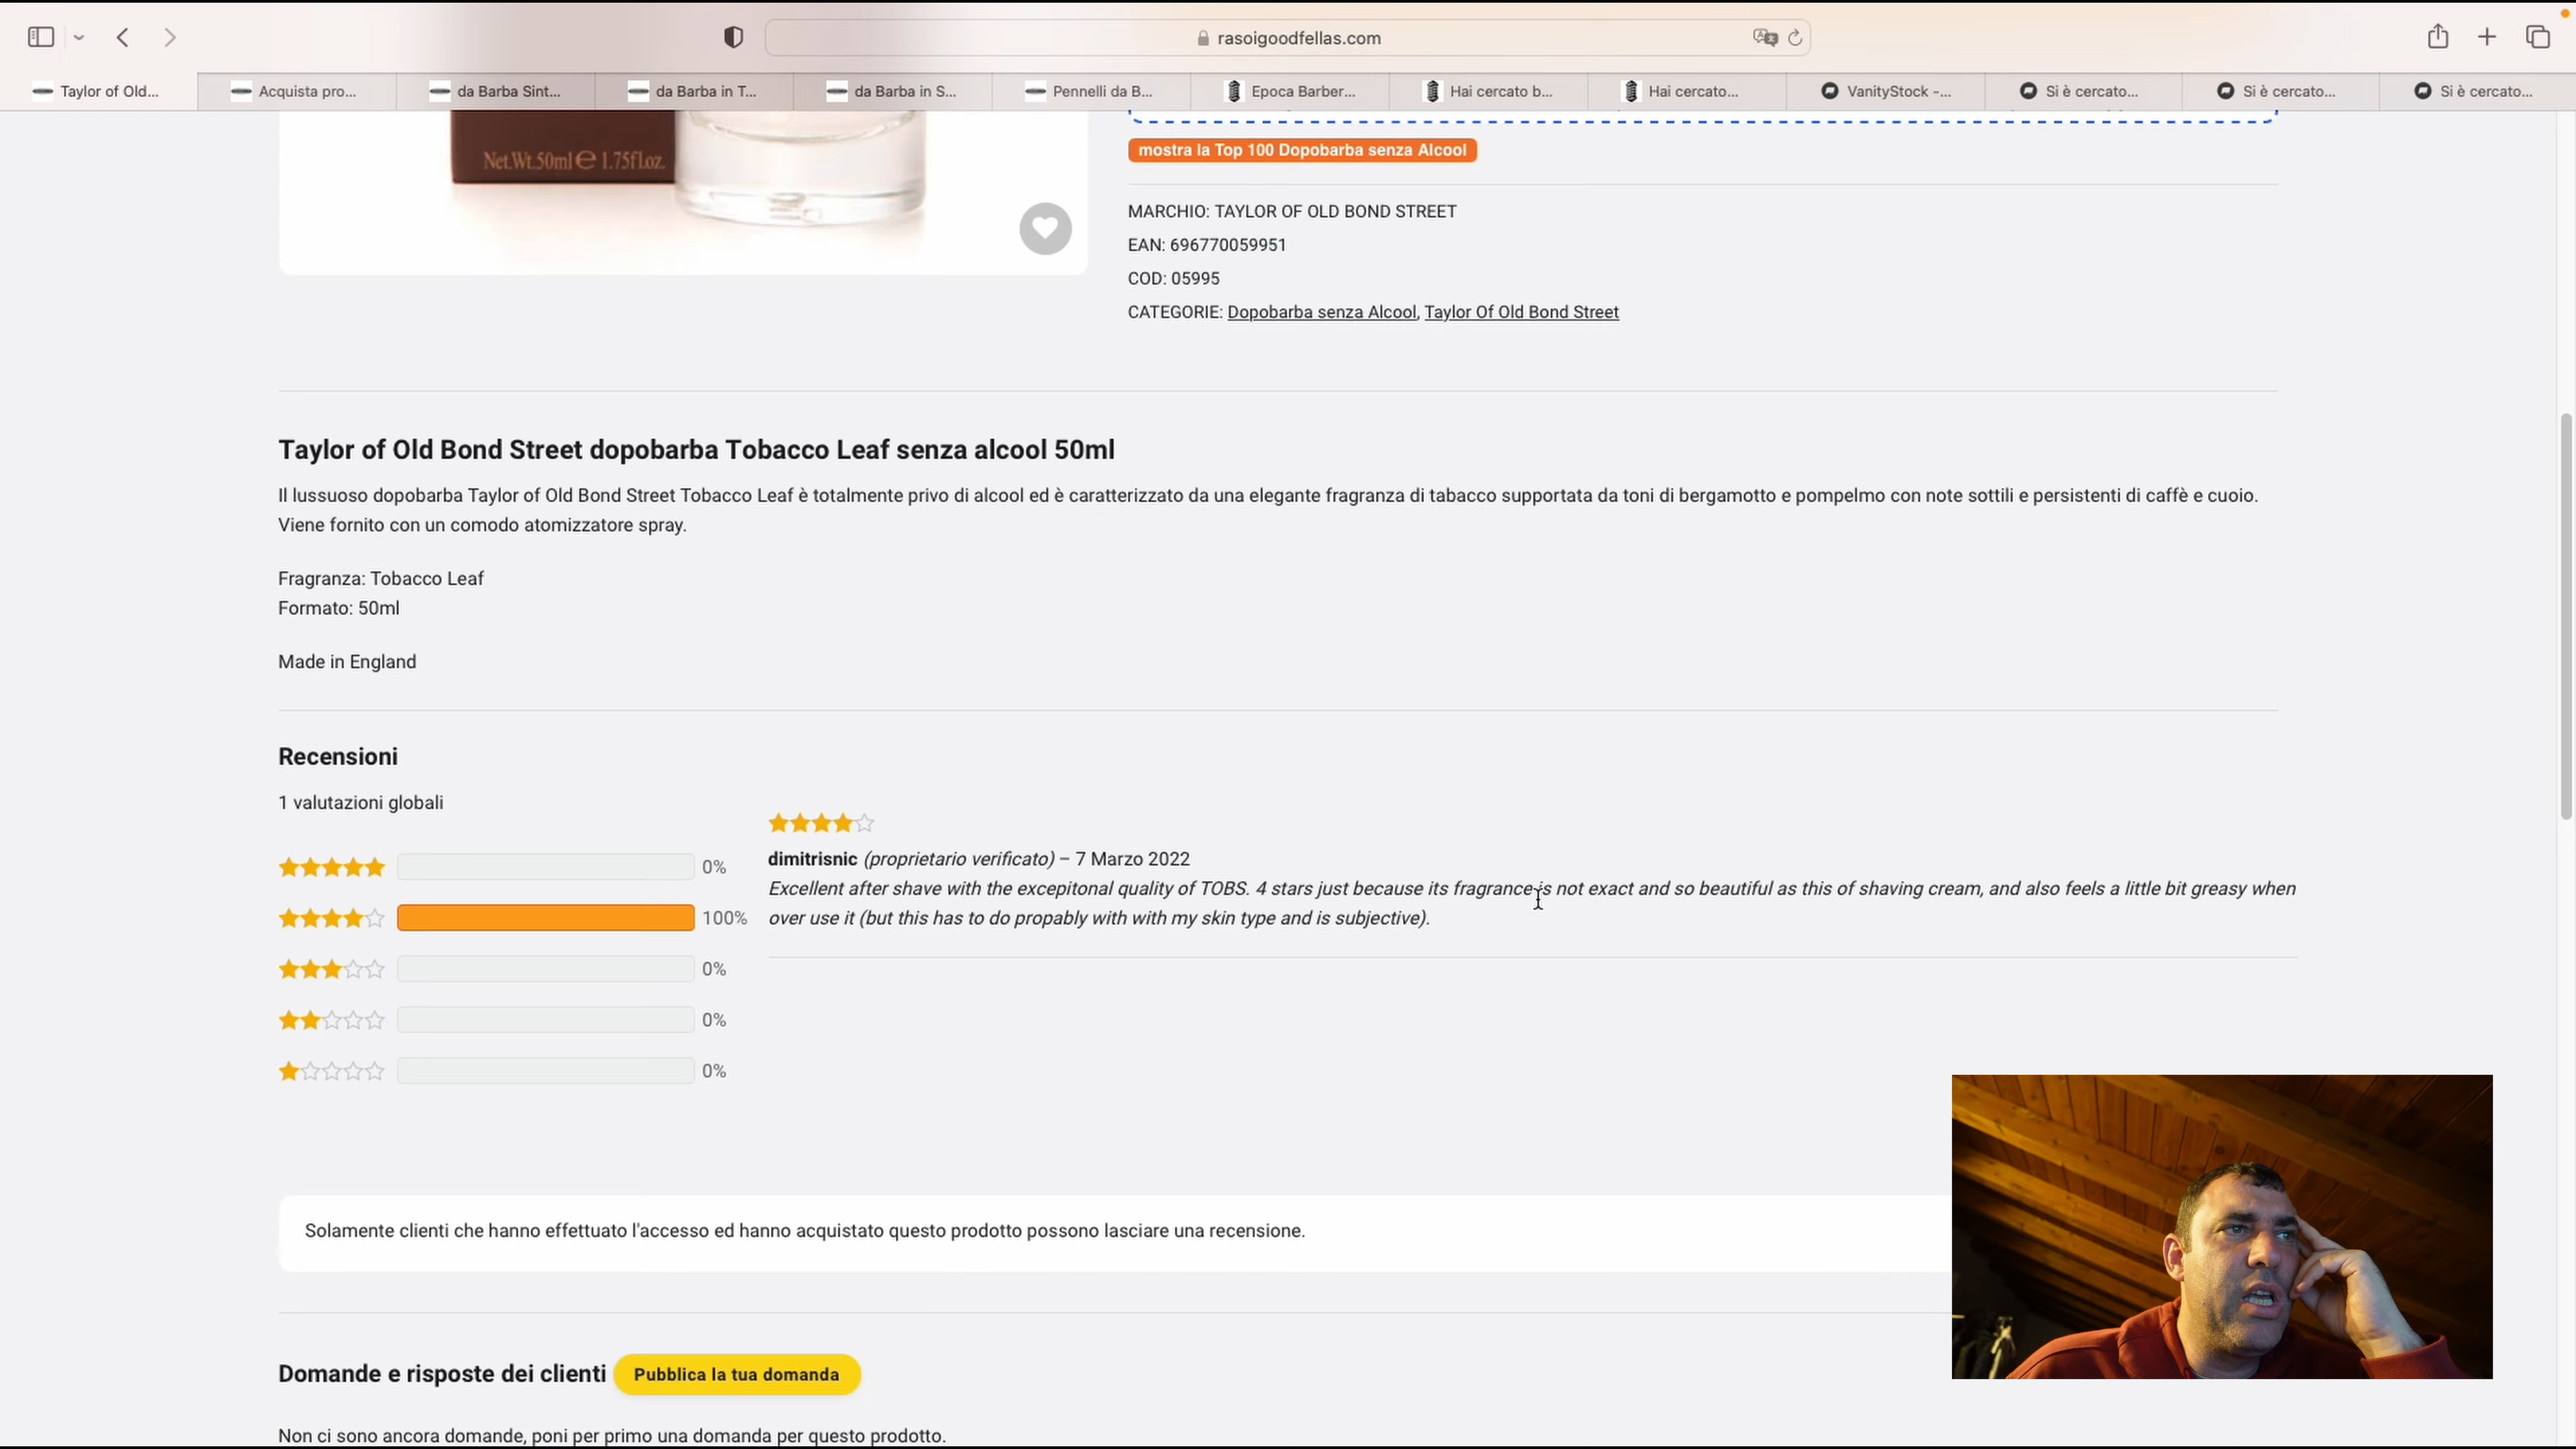 rasoigoodfellas.com
Taylor of Old...
Acquista pro...
da Barba Sint...
da Barba in T...
da Barba in S...
Pennelli da B...
Epoca Barber...
Hai cercato b...
Hai cercato...
VanityStock -...
Si è cercato...
Si è cercato...
Si è cercato...
Net.Wt.50ml e 1.75fl.oz.
mostra la Top 100 Dopobarba senza Alcool
MARCHIO: TAYLOR OF OLD BOND STREET
EAN: 696770059951
COD: 05995
CATEGORIE: Dopobarba senza Alcool, Taylor Of Old Bond Street
Taylor of Old Bond Street dopobarba Tobacco Leaf senza alcool 50ml
Il lussuoso dopobarba Taylor of Old Bond Street Tobacco Leaf è totalmente privo di alcool ed è caratterizzato da una elegante fragranza di tabacco supportata da toni di bergamotto e pompelmo con note sottili e persistenti di caffè e cuoio.
Viene fornito con un comodo atomizzatore spray.
Fragranza: Tobacco Leaf
Formato: 50ml
Made in England
Recensioni
1 valutazioni globali
0%
100%
0%
0%
0%
dimitrisnic (proprietario verificato) – 7 Marzo 2022
Excellent after shave with the excepitonal quality of TOBS. 4 stars just because its fragrance is not exact and so beautiful as this of shaving cream, and also feels a little bit greasy when
over use it (but this has to do propably with with my skin type and is subjective).
Solamente clienti che hanno effettuato l'accesso ed hanno acquistato questo prodotto possono lasciare una recensione.
Domande e risposte dei clienti
Pubblica la tua domanda
Non ci sono ancora domande, poni per primo una domanda per questo prodotto.